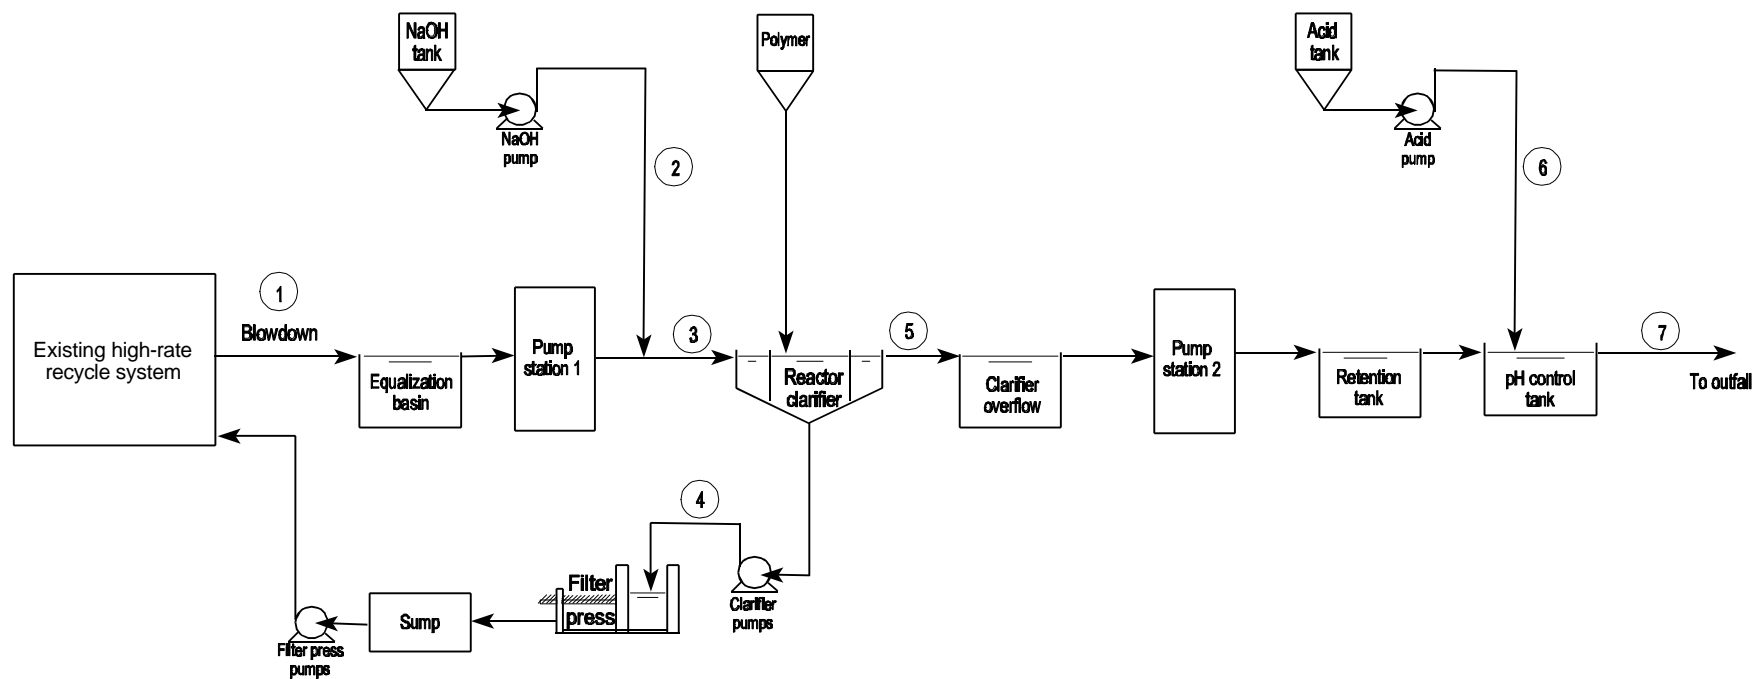 NaOH
tank
NaOH
pump
2
Polymer
Acid
tank
Acid
pump
6
Existing high-rate
recycle system
1
Blowdown
Equalization
basin
Pump
station 1
3
Reactor
clarifier
5
Clarifier
overflow
Pump
station 2
Retention
tank
pH control
tank
7
To outfall
4
Clarifier
pumps
Filter
press
Sump
Filter press
pumps